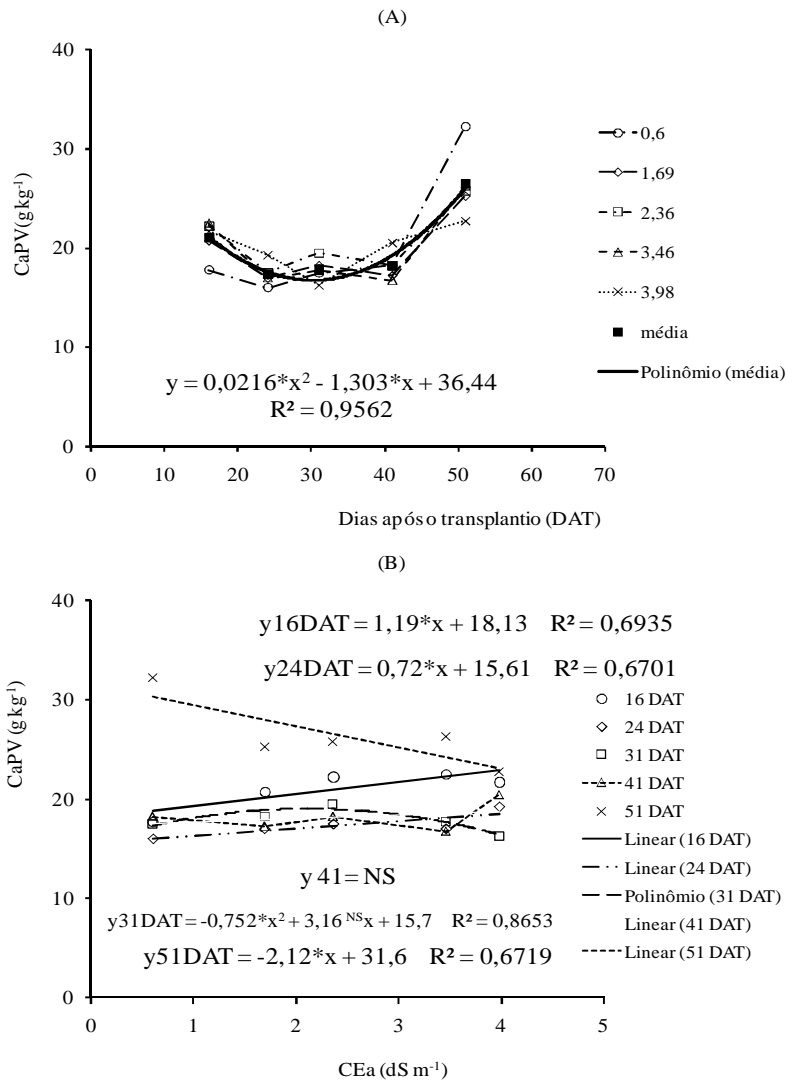 (A)
40
30
20
10
0
CaPV (g kg-1)
0 10 20 30 40 50 60 70
Dias após o transplantio (DAT)
y = 0,0216*x² - 1,303*x + 36,44
R² = 0,9562
0,6
1,69
2,36
3,46
3,98
média
Polinômio (média)
(B)
40
30
20
10
0
CaPV (g kg-1)
y16DAT = 1,19*x + 18,13 R² = 0,6935
y24DAT = 0,72*x + 15,61 R² = 0,6701
y 41= NS
y31DAT = -0,752*x² + 3,16 NSx + 15,7 R² = 0,8653
y51DAT = -2,12*x + 31,6 R² = 0,6719
0 1 2 3 4 5
CEa (dS m-1)
16 DAT
24 DAT
31 DAT
41 DAT
51 DAT
Linear (16 DAT)
Linear (24 DAT)
Polinômio (31 DAT)
Linear (41 DAT)
Linear (51 DAT)